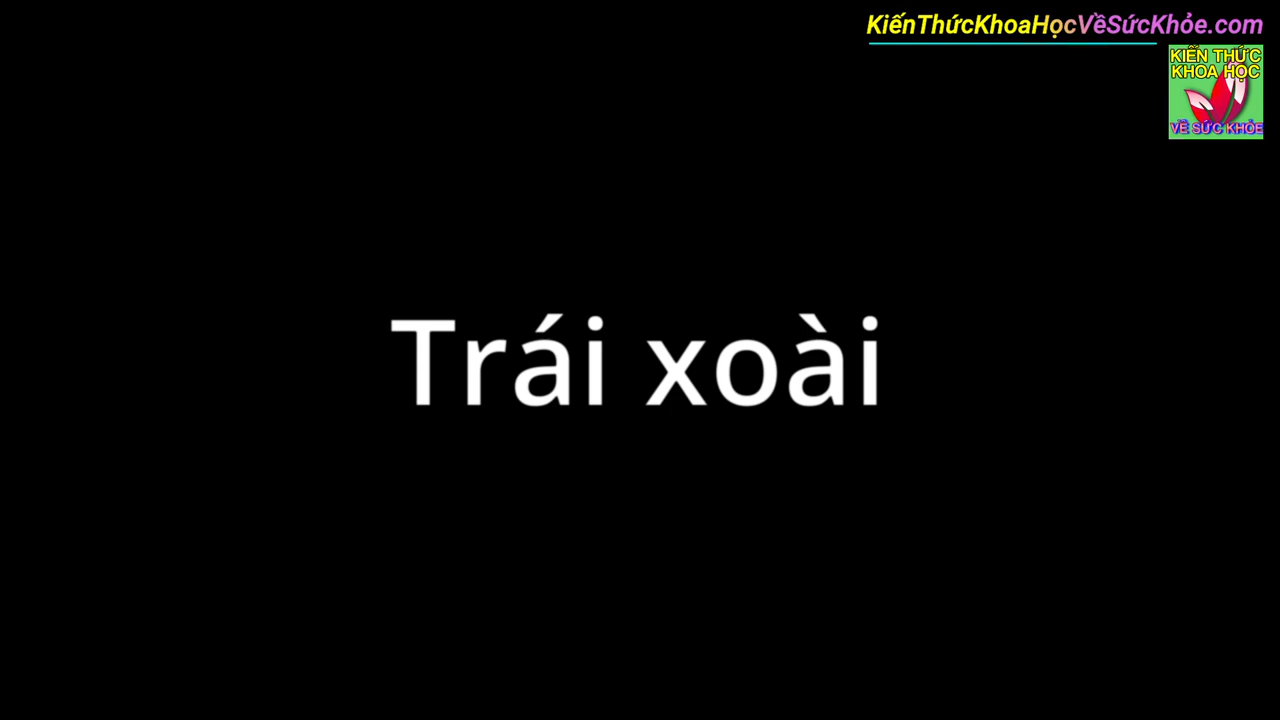 KiếnThứcKhoaHọcVềSứcKhỏe.com
KIẾN THỨC
KHOA HỌC
VỀ SỨC KHỎE
Trái xoài